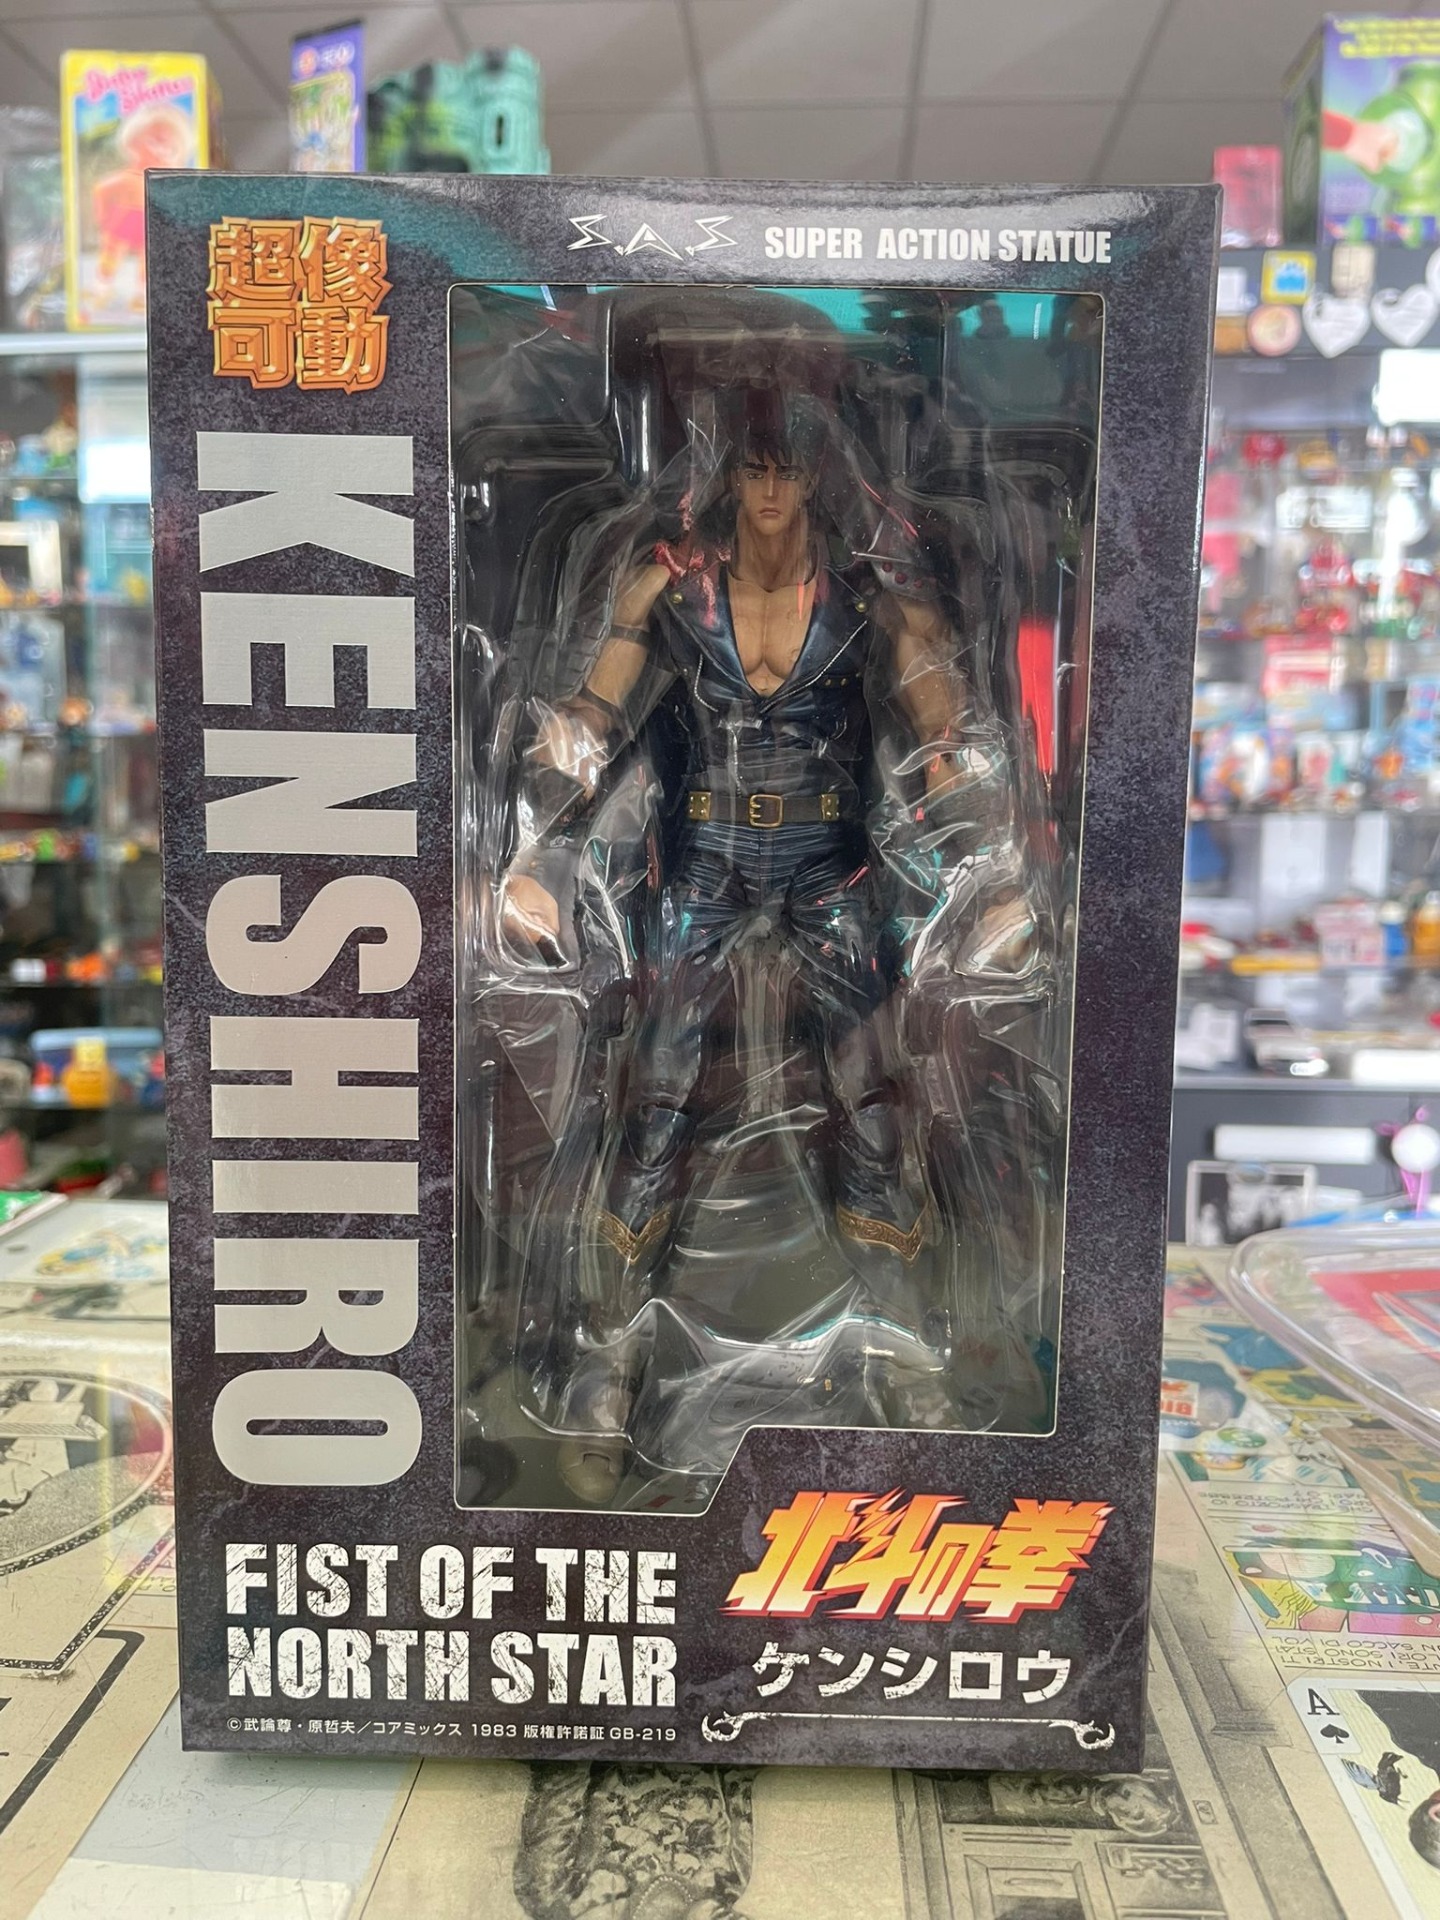 超像
可動
S.A.S SUPER ACTION STATUE
KENSHIRO
FIST OF THE
NORTH STAR
©武論尊・原哲夫／コアミックス 1983 版権許諾証 GB-219
北斗の拳
ケンシロウ
A